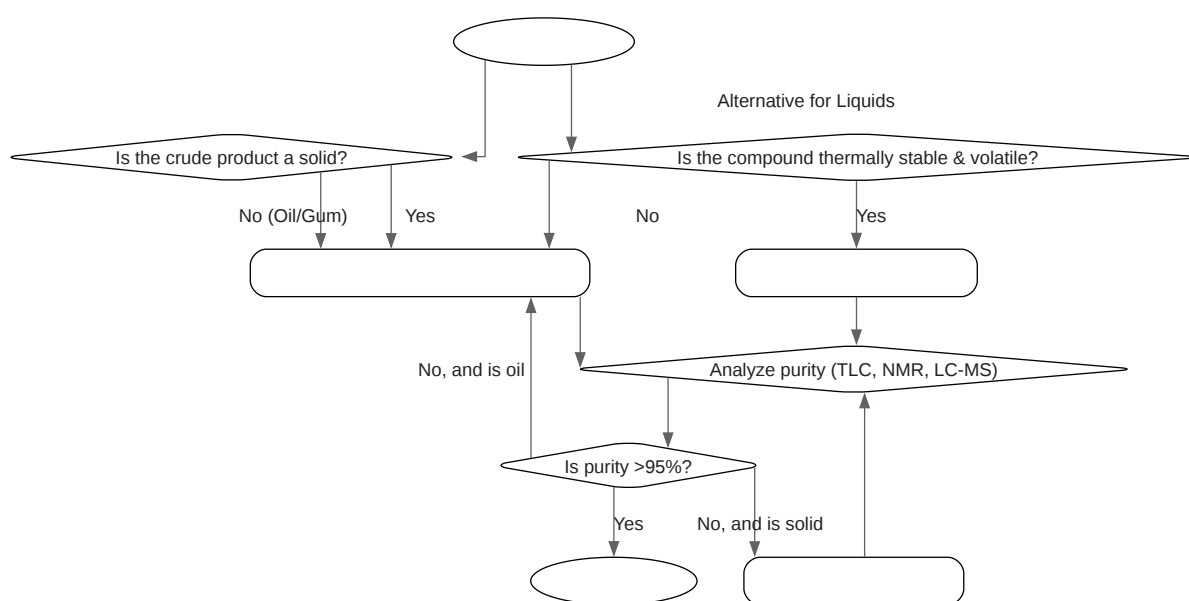 Alternative for Liquids
Is the crude product a solid?
Is the compound thermally stable & volatile?
No (Oil/Gum)
Yes
No
Yes
No, and is oil
Analyze purity (TLC, NMR, LC-MS)
Is purity >95%?
Yes
No, and is solid